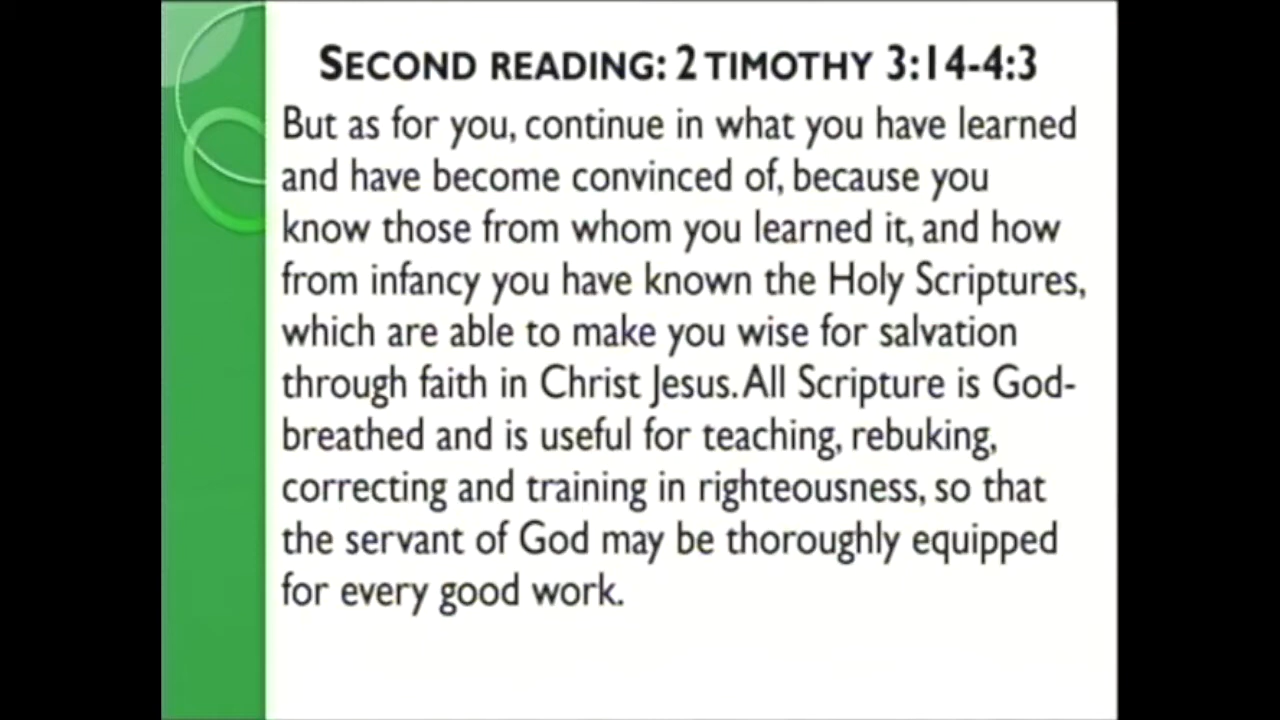 SECOND READING: 2 TIMOTHY 3:14-4:3
But as for you, continue in what you have learned
and have become convinced of, because you
know those from whom you learned it, and how
from infancy you have known the Holy Scriptures,
which are able to make you wise for salvation
through faith in Christ Jesus. All Scripture is God-
breathed and is useful for teaching, rebuking,
correcting and training in righteousness, so that
the servant of God may be thoroughly equipped
for every good work.